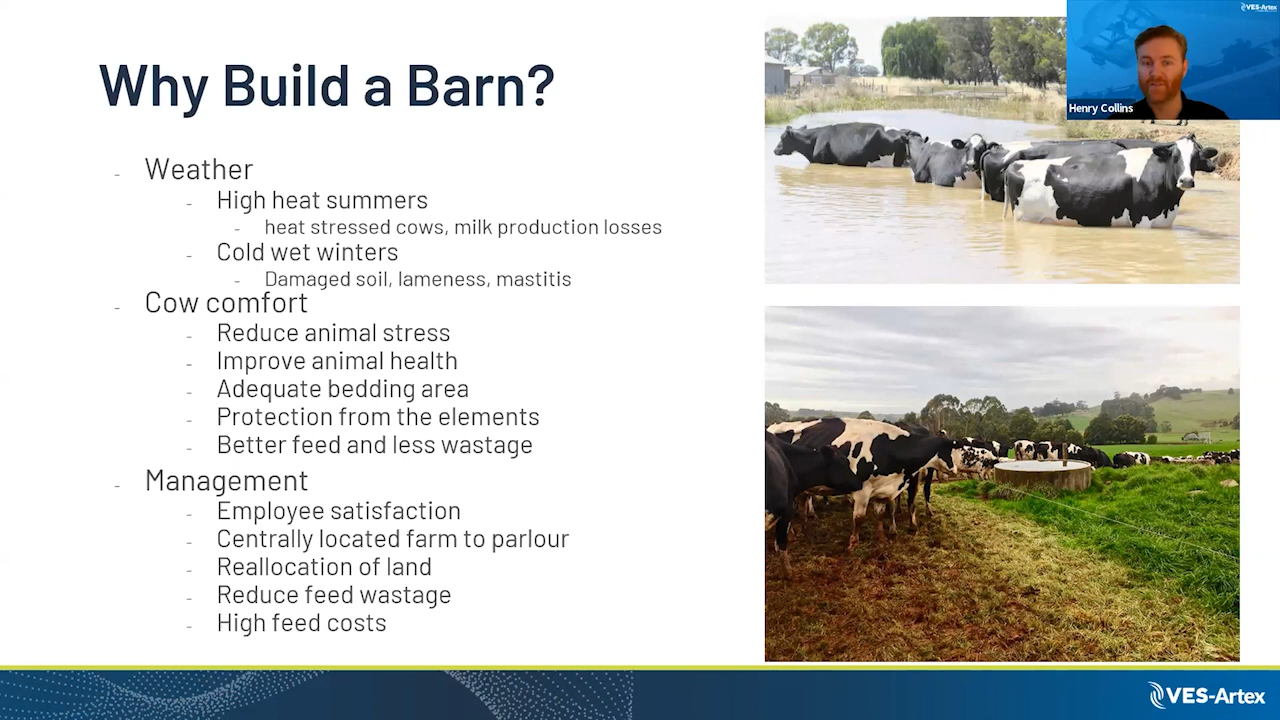 Why Build a Barn?
- Weather
- High heat summers
- heat stressed cows, milk production losses
- Cold wet winters
- Damaged soil, lameness, mastitis
- Cow comfort
- Reduce animal stress
- Improve animal health
- Adequate bedding area
- Protection from the elements
- Better feed and less wastage
- Management
- Employee satisfaction
- Centrally located farm to parlour
- Reallocation of land
- Reduce feed wastage
- High feed costs
VES-Artex
Henry Collins
VES-Artex